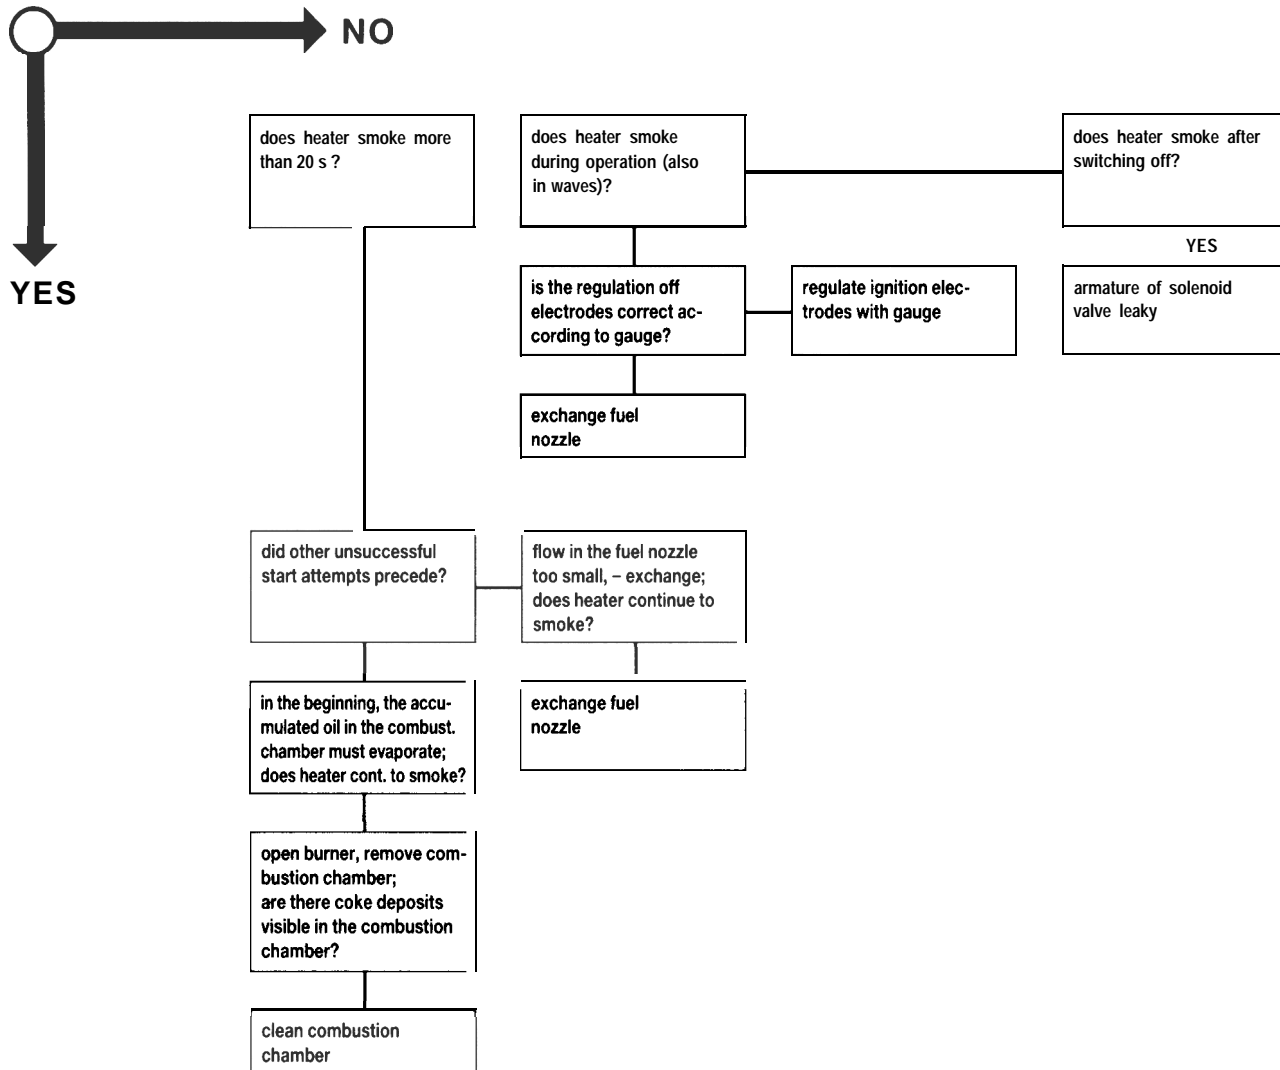 NO
YES
does heater smoke more
than 20 s ?
does heater smoke
during operation (also
in waves)?
does heater smoke after
switching off?
YES
is the regulation off
electrodes correct ac-
cording to gauge?
regulate ignition elec-
trodes with gauge
armature of solenoid
valve leaky
exchange fuel
nozzle
did other unsuccessful
start attempts precede?
flow in the fuel nozzle
too small, – exchange;
does heater continue to
smoke?
in the beginning, the accu-
mulated oil in the combust.
chamber must evaporate;
does heater cont. to smoke?
exchange fuel
nozzle
open burner, remove com-
bustion chamber;
are there coke deposits
visible in the combustion
chamber?
clean combustion
chamber